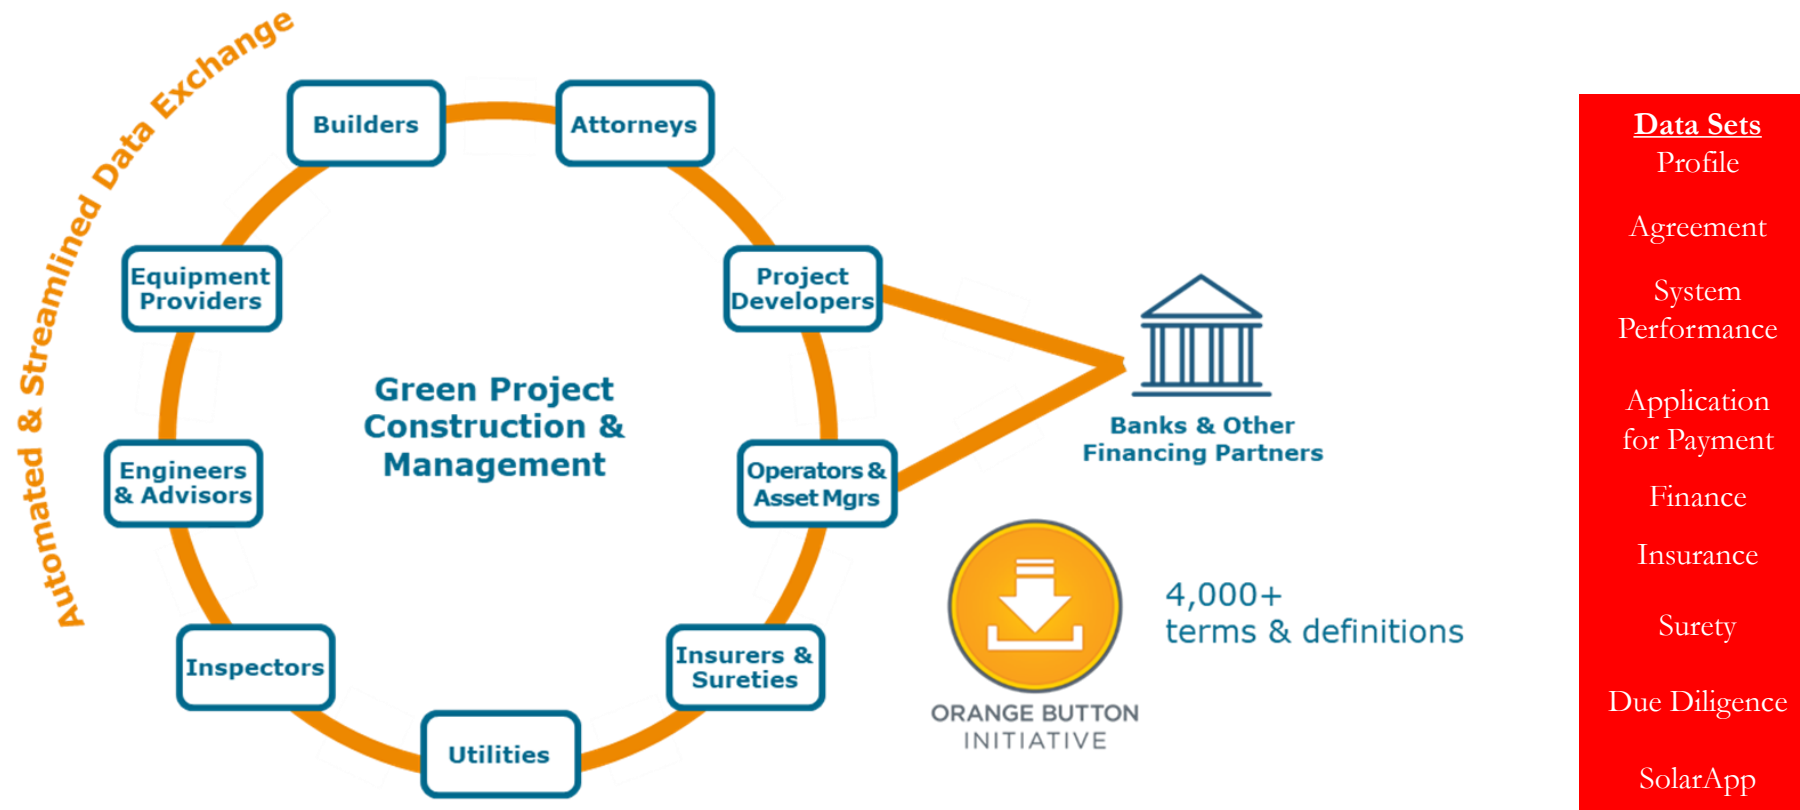 Automated & Streamlined Data Exchange
Builders
Attorneys
Equipment
Providers
Project
Developers
Green Project
Construction &
Management
Engineers
& Advisors
Operators &
Asset Mgrs
Banks & Other
Financing Partners
Inspectors
Insurers &
Sureties
Utilities
4,000+
terms & definitions
ORANGE BUTTON
INITIATIVE
Data Sets
Profile
Agreement
System
Performance
Application
for Payment
Finance
Insurance
Surety
Due Diligence
SolarApp